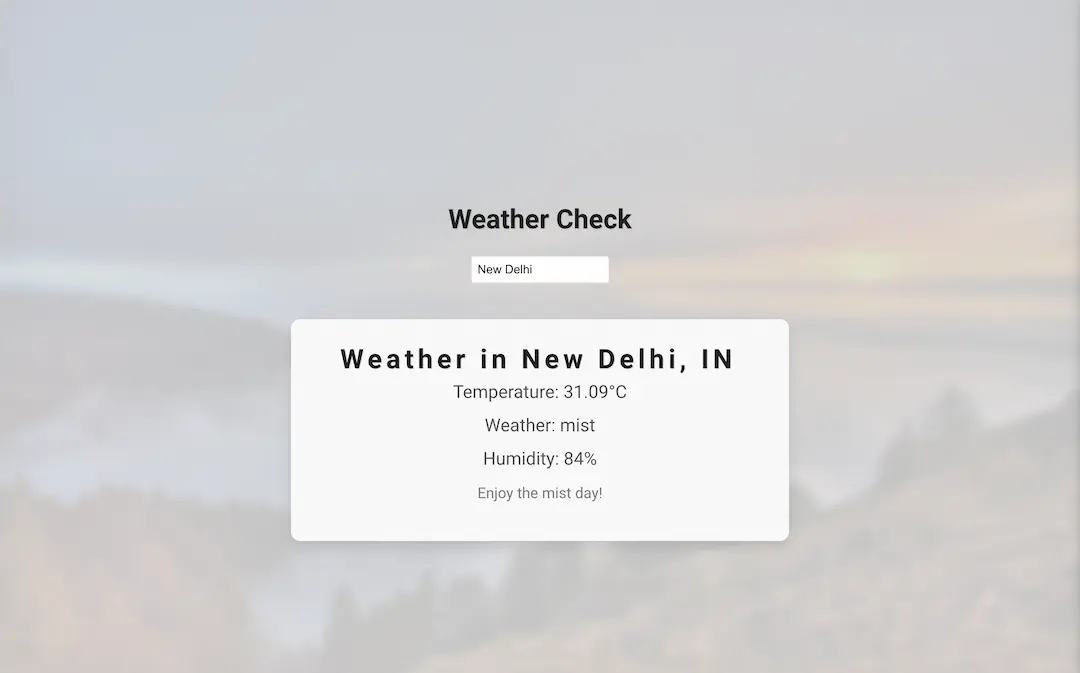 Weather Check
New Delhi
Weather in New Delhi, IN
Temperature: 31.09°C
Weather: mist
Humidity: 84%
Enjoy the mist day!